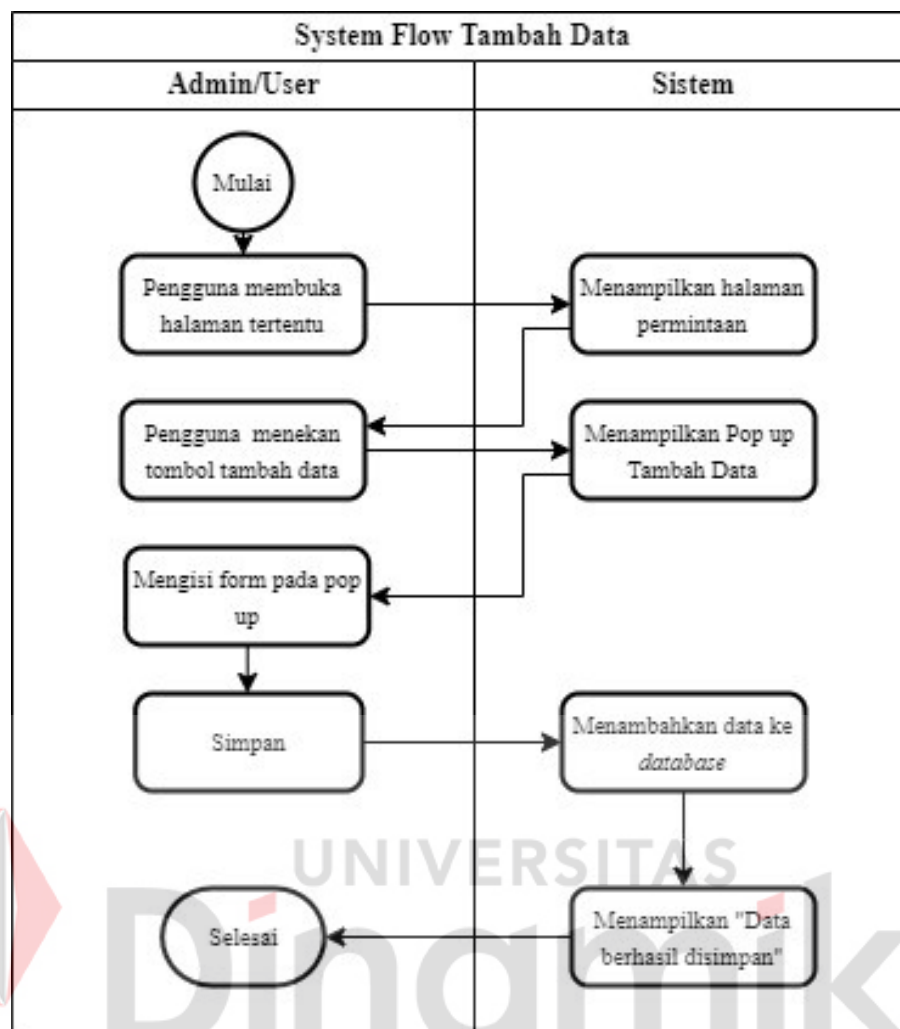 System Flow Tambah Data
Admin/User
Sistem
Mulai
Pengguna membuka
halaman tertentu
Menampilkan halaman
permintaan
Pengguna menekan
tombol tambah data
Menampilkan Pop up
Tambah Data
Mengisi form pada pop
up
Simpan
Menambahkan data ke
database
Menampilkan "Data
berhasil disimpan"
Selesai
UNIVERSITAS
Dinamik